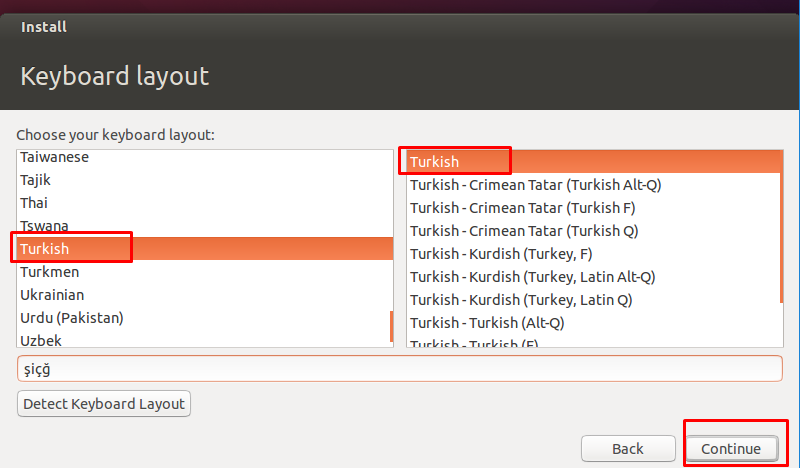 Install
Keyboard layout
Choose your keyboard layout:
Taiwanese
Tajik
Thai
Tswana
Turkish
Turkmen
Ukrainian
Urdu (Pakistan)
Uzbek
Turkish
Turkish - Crimean Tatar (Turkish Alt-Q)
Turkish - Crimean Tatar (Turkish F)
Turkish - Crimean Tatar (Turkish Q)
Turkish - Kurdish (Turkey, F)
Turkish - Kurdish (Turkey, Latin Alt-Q)
Turkish - Kurdish (Turkey, Latin Q)
Turkish - Turkish (Alt-Q)
Turkish - Turkish (F)
şiçğ
Detect Keyboard Layout
Back
Continue